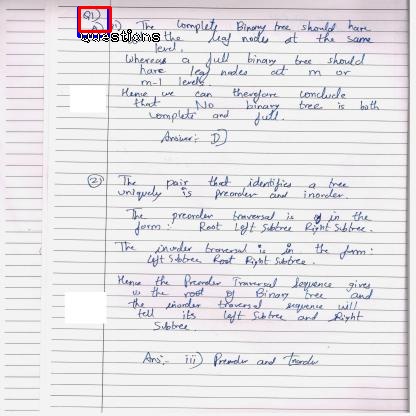 Q1)
questions
A) (i) The Complete Binary tree should have
the leaf nodes at the same
level.
Whereas a full binary tree should
have leaf nodes at m or
m-1 levels
Hence we can therefore conclude
that No binary tree is both
complete and full.
Answer:- D]
(2) The pair that identifies a tree
uniquely is preorder and inorder.
The preorder traversal is in the
form: Root Left Subtree Right Subtree.
The inorder traversal is in the form:
Left Subtree Root Right Subtree.
Hence the Preorder Traversal Sequence gives
us the root of Binary tree and
the inorder traversal sequence will
tell its left Subtree and Right
Subtree
Ans:- iii) Preorder and Inorder